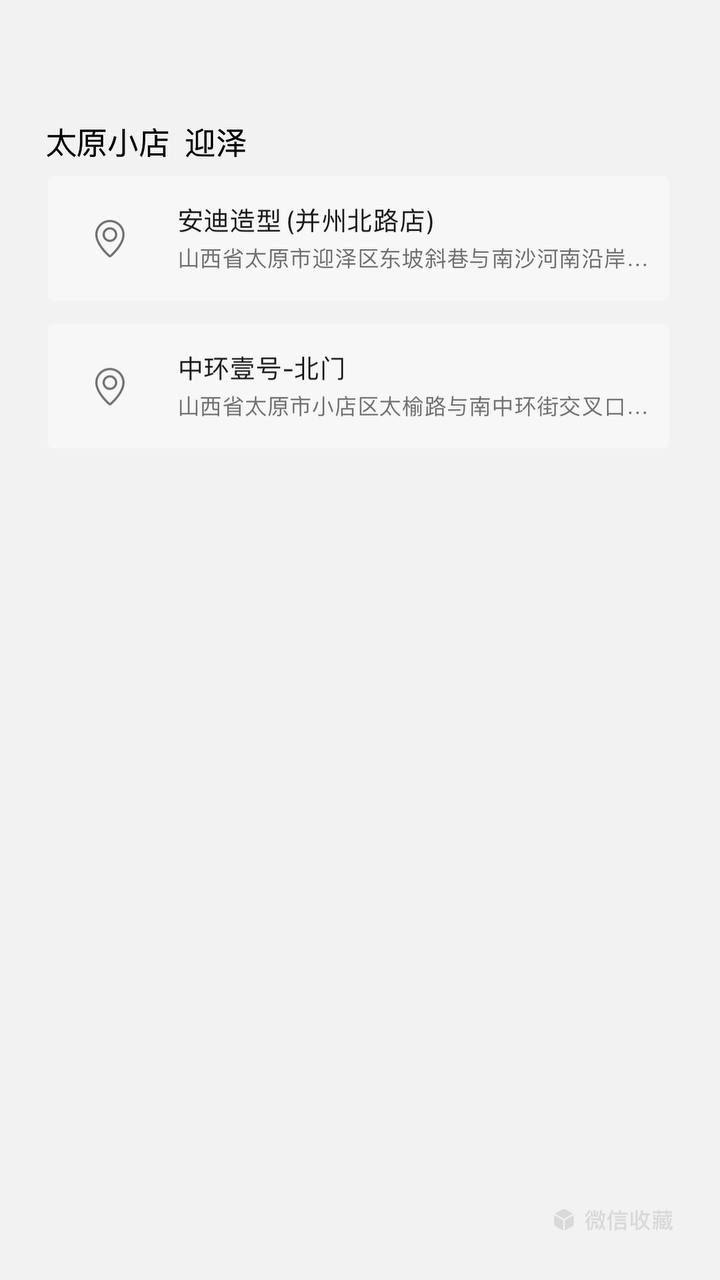 太原小店 迎泽
安迪造型 (并州北路店)
山西省太原市迎泽区东坡斜巷与南沙河南沿岸...
中环壹号-北门
山西省太原市小店区太榆路与南中环街交叉口...
微信收藏